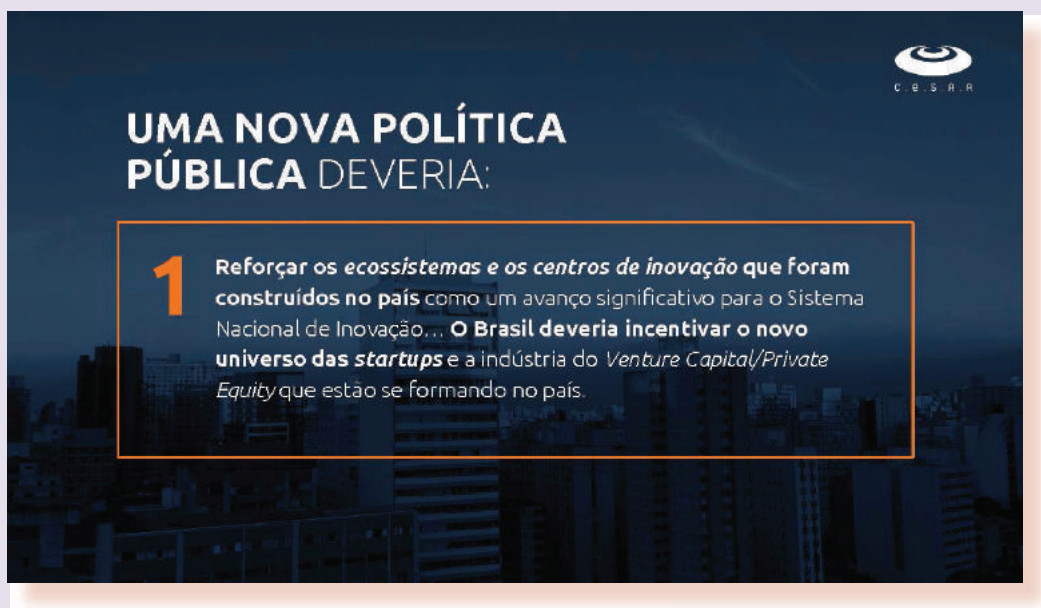 C.E.S.A.R
UMA NOVA POLÍTICA
PÚBLICA DEVERIA:
1
Reforçar os ecossistemas e os centros de inovação que foram
construídos no país como um avanço significativo para o Sistema
Nacional de Inovação... O Brasil deveria incentivar o novo
universo das startups e a indústria do Venture Capital/Private
Equity que estão se formando no país.